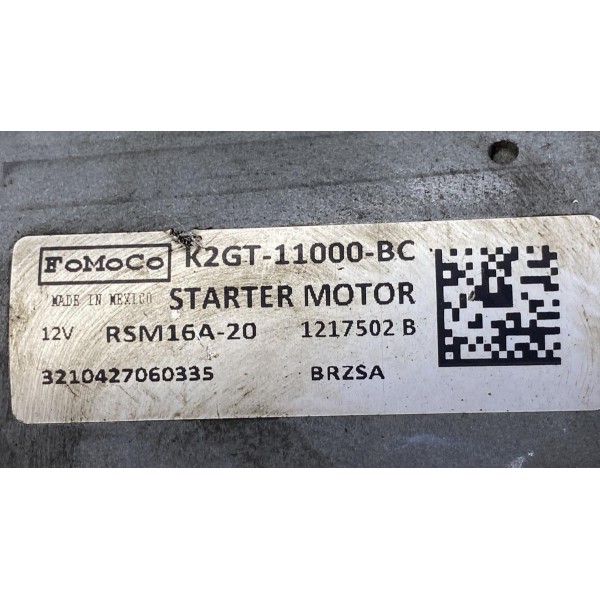 FoMoCo K2GT-11000-BC
MADE IN MEXICO STARTER MOTOR
12V RSM16A-20 1217502 B
3210427060335 BRZSA